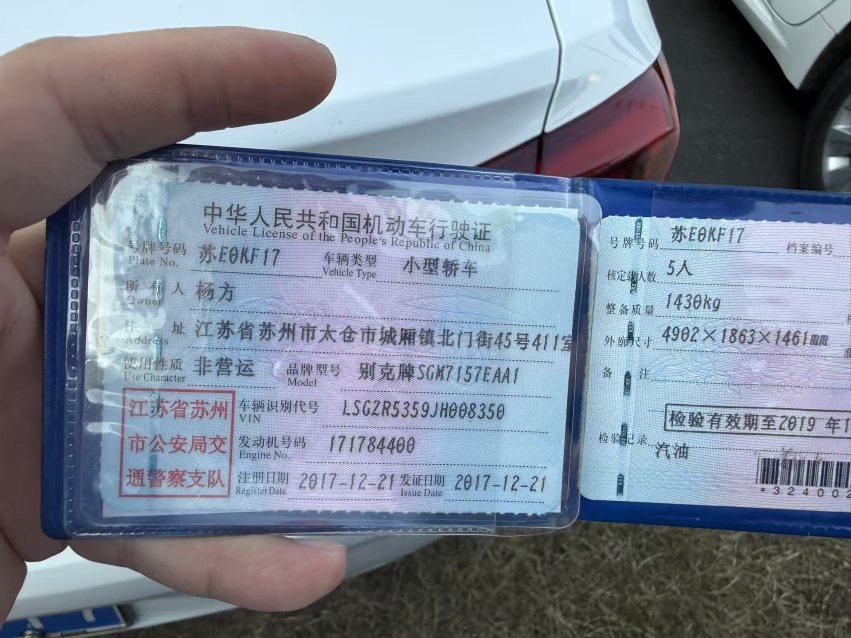 中华人民共和国机动车行驶证
Vehicle License of the People's Republic of China
号牌号码 苏E0KF17 车辆类型 小型轿车
Plate No. Vehicle Type
所有人 杨方
Owner
住址 江苏省苏州市太仓市城厢镇北门街45号411室
Address
使用性质 非营运 品牌型号 别克牌SGM7157EAA1
Use Character Model
江苏省苏州
市公安局交
通警察支队
车辆识别代号 LSGZR5359JH008350
VIN
发动机号码 171784400
Engine No.
注册日期 2017-12-21 发证日期 2017-12-21
Register Date Issue Date
号牌号码 苏E0KF17 档案编号
核定载人数 5人
整备质量 1430kg
外廓尺寸 4902×1863×1461mm
备注
检验有效期至2019年1
检验记录
汽油
*324002